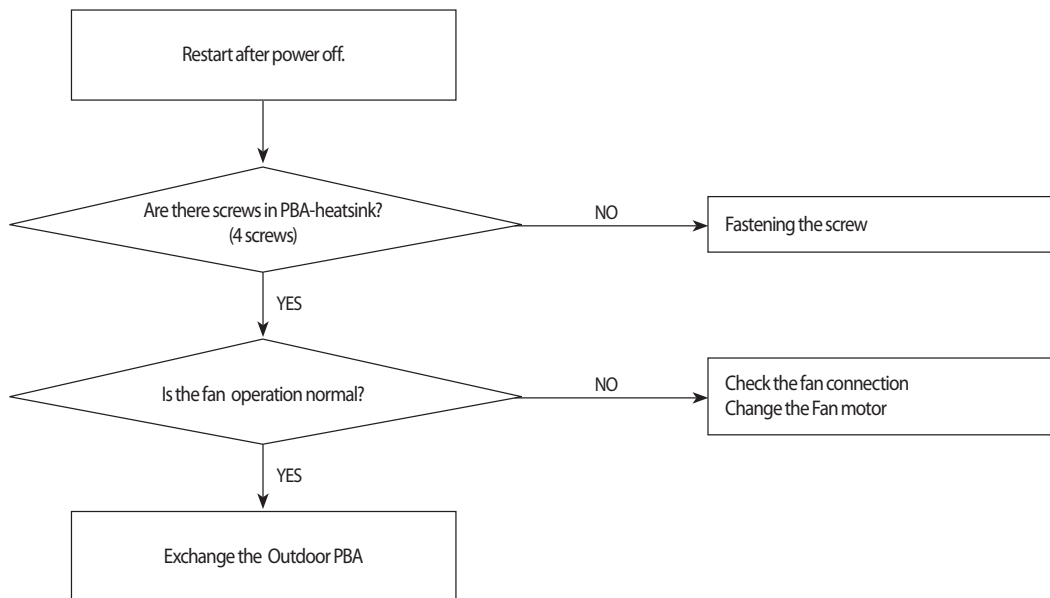 Restart after power off.
Are there screws in PBA-heatsink?
(4 screws)
NO
Fastening the screw
YES
Is the fan operation normal?
NO
Check the fan connection
Change the Fan motor
YES
Exchange the Outdoor PBA